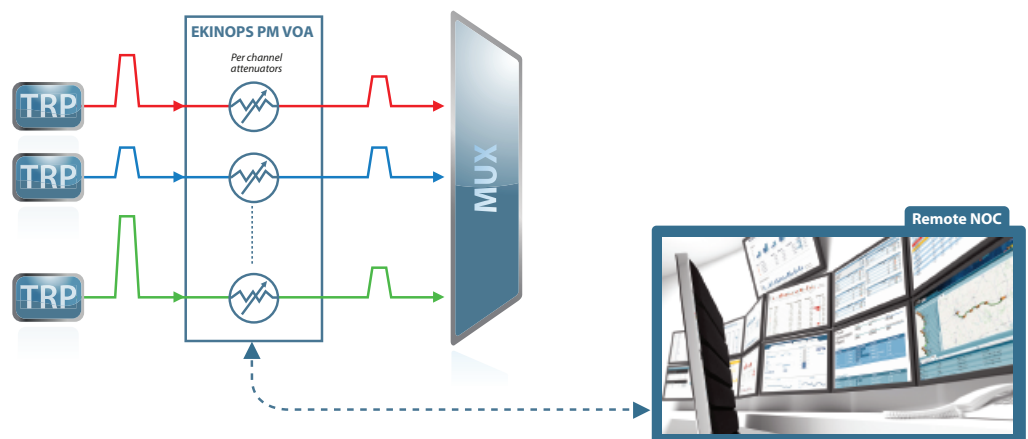 EKINOPS PM VOA
Per channel
attenuators
TRP
TRP
TRP
MUX
Remote NOC